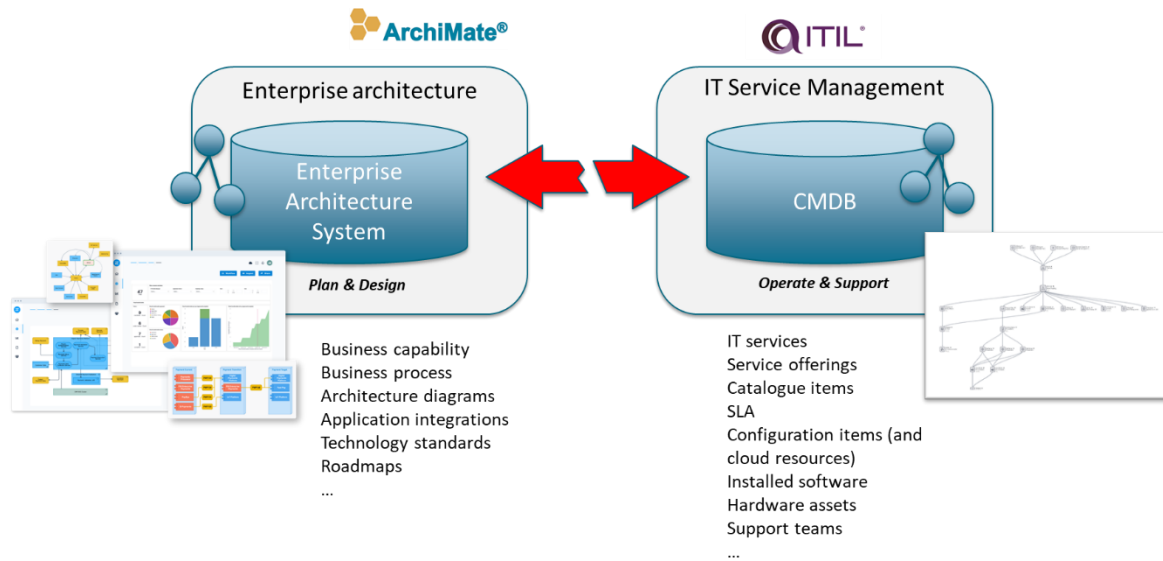 ArchiMate®
ITIL®
Enterprise architecture
Enterprise
Architecture
System
Plan & Design
Business capability
Business process
Architecture diagrams
Application integrations
Technology standards
Roadmaps
...
IT Service Management
CMDB
Operate & Support
IT services
Service offerings
Catalogue items
SLA
Configuration items (and
cloud resources)
Installed software
Hardware assets
Support teams
...